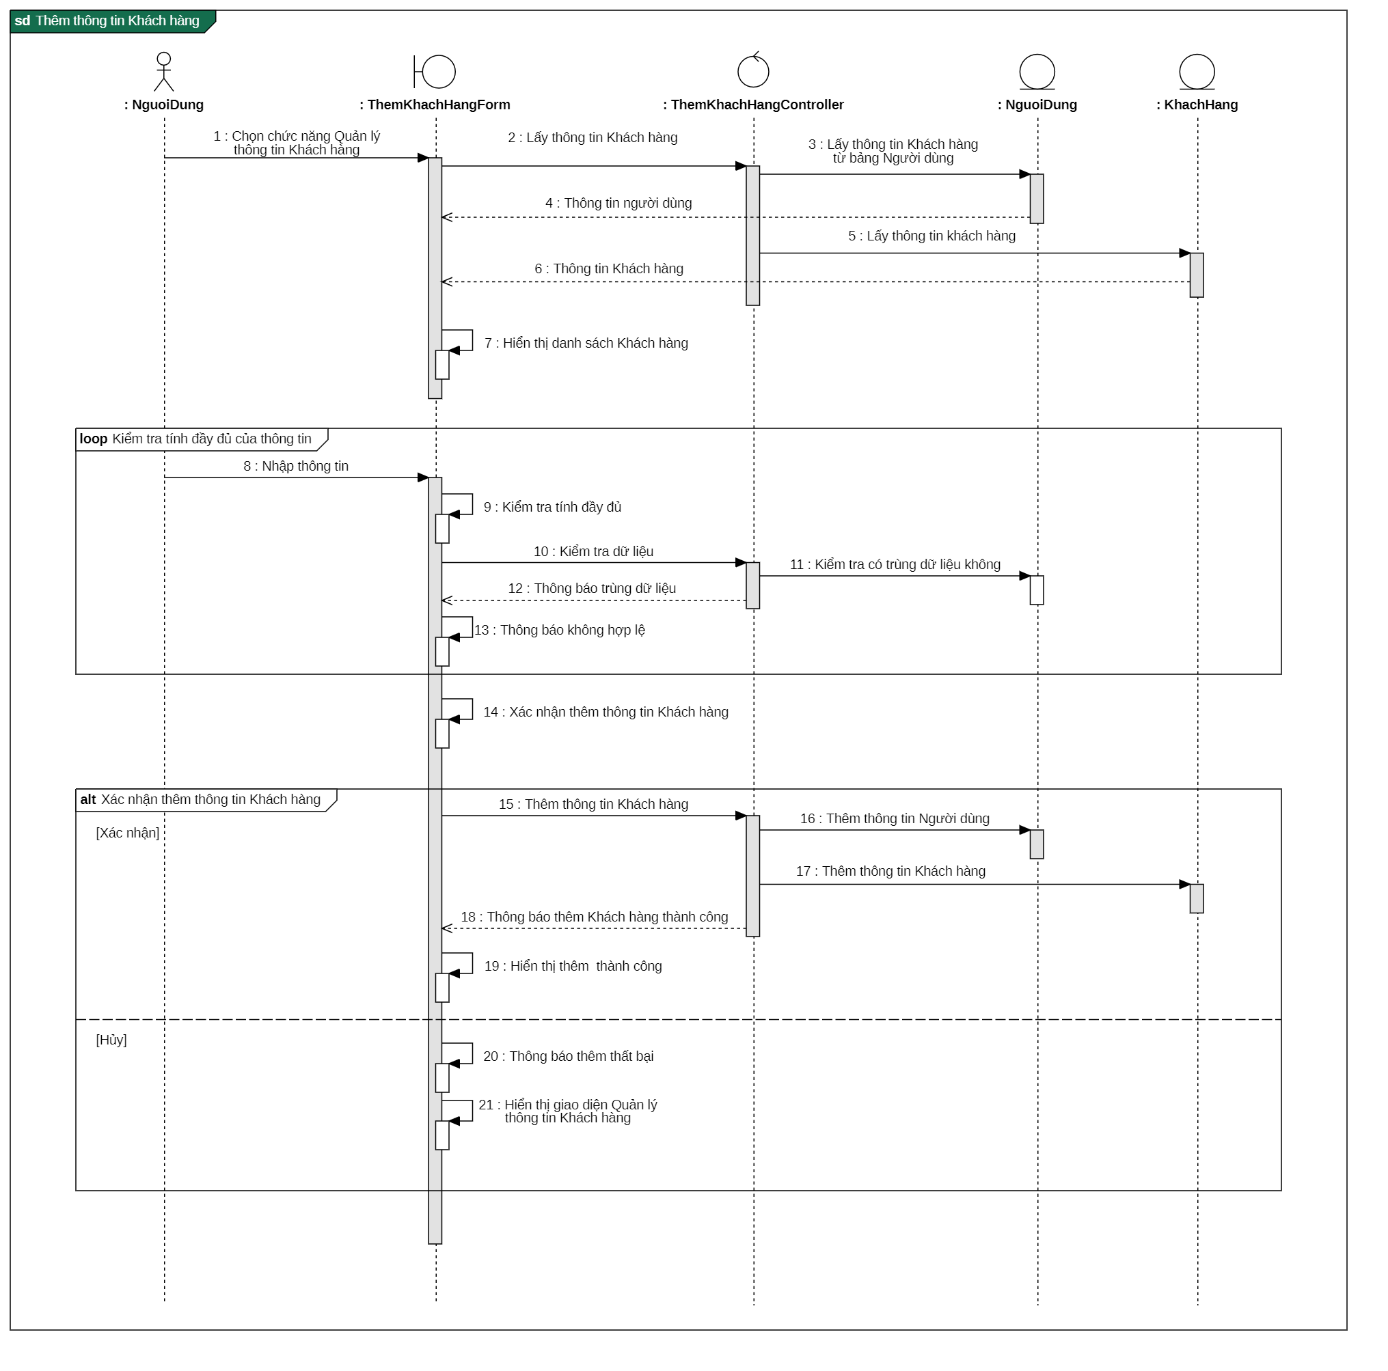 sd Thêm thông tin Khách hàng
: NguoiDung
: ThemKhachHangForm
: ThemKhachHangController
: NguoiDung
: KhachHang
1 : Chọn chức năng Quản lý
thông tin Khách hàng
2 : Lấy thông tin Khách hàng
3 : Lấy thông tin Khách hàng
từ bảng Người dùng
4 : Thông tin người dùng
5 : Lấy thông tin khách hàng
6 : Thông tin Khách hàng
7 : Hiển thị danh sách Khách hàng
loop Kiểm tra tính đầy đủ của thông tin
8 : Nhập thông tin
9 : Kiểm tra tính đầy đủ
10 : Kiểm tra dữ liệu
11 : Kiểm tra có trùng dữ liệu không
12 : Thông báo trùng dữ liệu
13 : Thông báo không hợp lệ
14 : Xác nhận thêm thông tin Khách hàng
alt Xác nhận thêm thông tin Khách hàng
15 : Thêm thông tin Khách hàng
16 : Thêm thông tin Người dùng
[Xác nhận]
17 : Thêm thông tin Khách hàng
18 : Thông báo thêm Khách hàng thành công
19 : Hiển thị thêm  thành công
[Hủy]
20 : Thông báo thêm thất bại
21 : Hiển thị giao diện Quản lý
thông tin Khách hàng